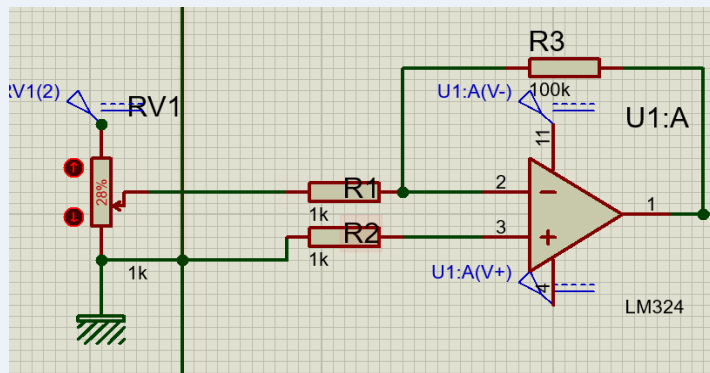 R3
100k
U1:A(V-)
11
U1:A
RV1(2)
RV1
28%
1k
R1
1k
R2
1k
2
3
1
U1:A(V+)
4
LM324